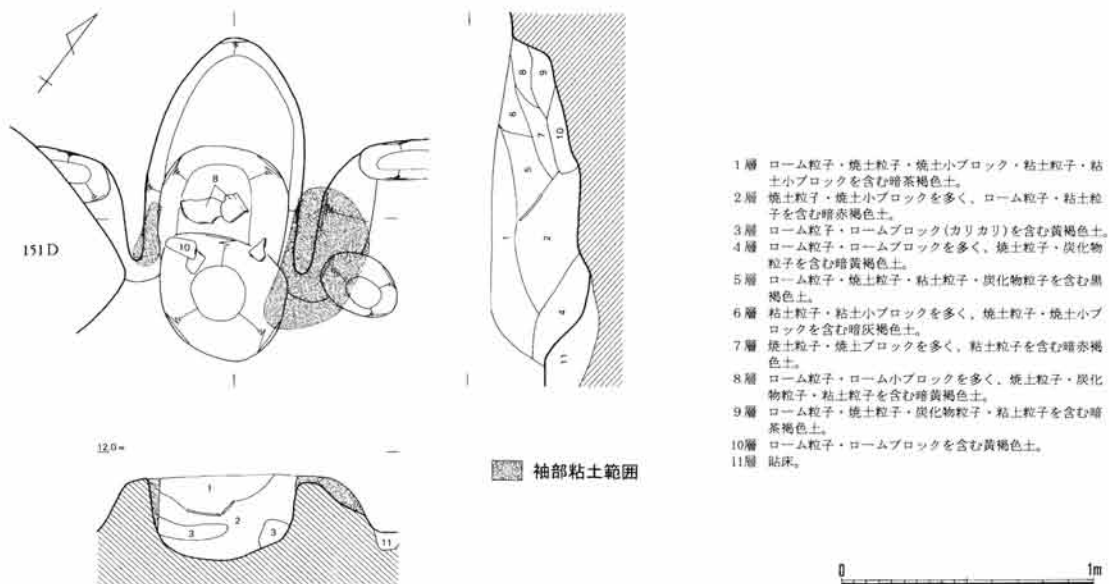 8
10
151D
8
9
6
7
10
5
1
2
4
11
12.0m
1
2
3
3
11
袖部粘土範囲
1層 ローム粒子・焼土粒子・焼土小ブロック・粘土粒子・粘
土小ブロックを含む暗茶褐色土。
2層 焼土粒子・焼土小ブロックを多く、ローム粒子・粘土粒
子を含む暗赤褐色土。
3層 ローム粒子・ロームブロック(カリカリ)を含む黄褐色土。
4層 ローム粒子・ロームブロックを多く、焼土粒子・炭化物
粒子を含む暗黄褐色土。
5層 ローム粒子・焼土粒子・粘土粒子・炭化物粒子を含む黒
褐色土。
6層 粘土粒子・粘土小ブロックを多く、焼土粒子・焼土小ブ
ロックを含む暗灰褐色土。
7層 焼土粒子・焼土ブロックを多く、粘土粒子を含む暗赤褐
色土。
8層 ローム粒子・ローム小ブロックを多く、焼土粒子・炭化
物粒子・粘土粒子を含む暗黄褐色土。
9層 ローム粒子・焼土粒子・炭化物粒子・粘土粒子を含む暗
茶褐色土。
10層 ローム粒子・ロームブロックを含む黄褐色土。
11層 貼床。
0 1m